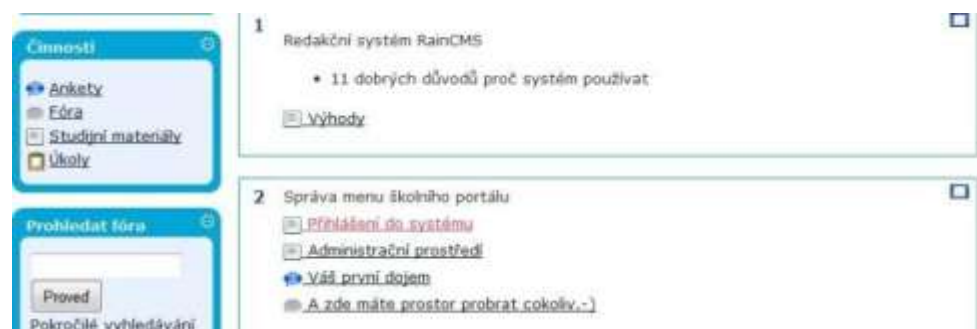 Činnosti
Ankety
Fóra
Studijní materiály
Úkoly
Prohledat fóra
Proveď
Pokročilé vyhledávání
1
Redakční systém RainCMS
• 11 dobrých důvodů proč systém používat
Výhody
2 Správa menu školního portálu
Přihlášení do systému
Administrační prostředí
Váš první dojem
A zde máte prostor probrat cokoliv,-)